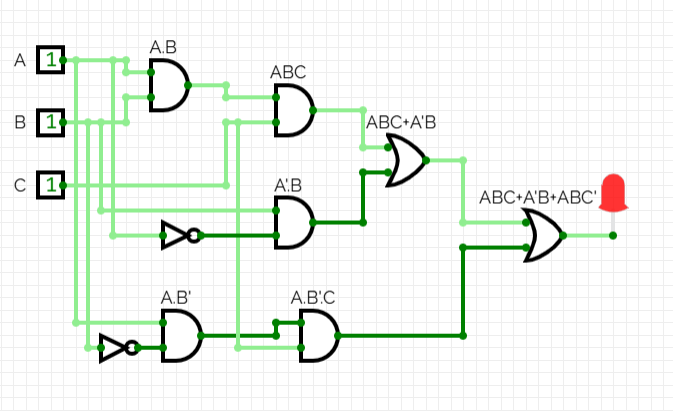 A.B
A 1
ABC
B 1
ABC+A'B
C 1
A'.B
ABC+A'B+ABC'
A.B'
A.B'.C